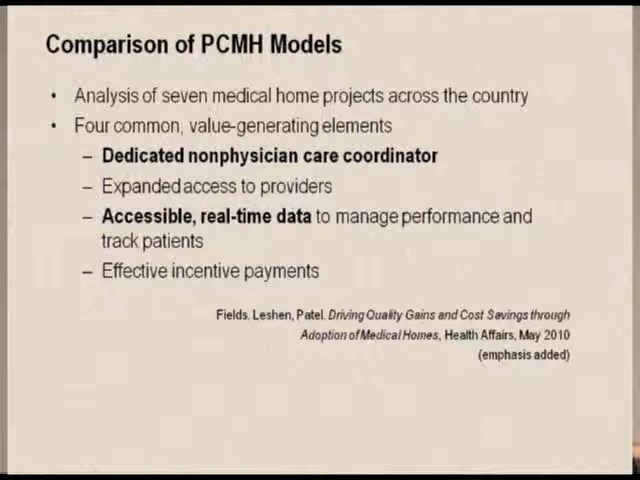 Comparison of PCMH Models
• Analysis of seven medical home projects across the country
• Four common, value-generating elements
– Dedicated nonphysician care coordinator
– Expanded access to providers
– Accessible, real-time data to manage performance and
track patients
– Effective incentive payments
Fields, Leshen, Patel. Driving Quality Gains and Cost Savings through
Adoption of Medical Homes, Health Affairs, May 2010
(emphasis added)